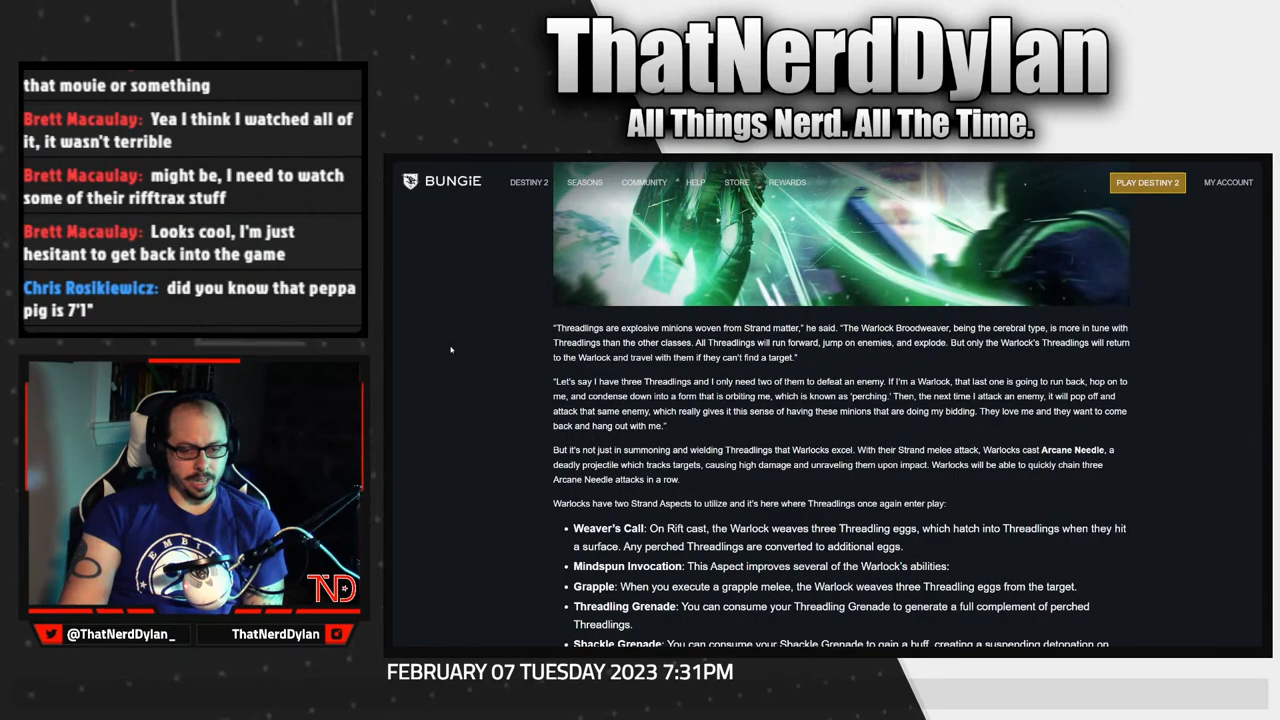 that movie or something
Brett Macaulay: Yea I think I watched all of
it, it wasn't terrible
Brett Macaulay: might be, I need to watch
some of their rifftrax stuff
Brett Macaulay: Looks cool, I'm just
hesitant to get back into the game
Chris Rosikiewicz: did you know that peppa
pig is 7'1"
TND
@ThatNerdDylan_
ThatNerdDylan
ThatNerdDylan
All Things Nerd. All The Time.
BUNGiE
DESTINY 2
SEASONS
COMMUNITY
HELP
STORE
REWARDS
PLAY DESTINY 2
MY ACCOUNT
“Threadlings are explosive minions woven from Strand matter,” he said. “The Warlock Broodweaver, being the cerebral type, is more in tune with
Threadlings than the other classes. All Threadlings will run forward, jump on enemies, and explode. But only the Warlock’s Threadlings will return
to the Warlock and travel with them if they can’t find a target.”
“Let’s say I have three Threadlings and I only need two of them to defeat an enemy. If I’m a Warlock, that last one is going to run back, hop on to
me, and condense down into a form that is orbiting me, which is known as ‘perching.’ Then, the next time I attack an enemy, it will pop off and
attack that same enemy, which really gives it this sense of having these minions that are doing my bidding. They love me and they want to come
back and hang out with me.”
But it’s not just in summoning and wielding Threadlings that Warlocks excel. With their Strand melee attack, Warlocks cast Arcane Needle, a
deadly projectile which tracks targets, causing high damage and unraveling them upon impact. Warlocks will be able to quickly chain three
Arcane Needle attacks in a row.
Warlocks have two Strand Aspects to utilize and it’s here where Threadlings once again enter play:
• Weaver’s Call: On Rift cast, the Warlock weaves three Threadling eggs, which hatch into Threadlings when they hit
a surface. Any perched Threadlings are converted to additional eggs.
• Mindspun Invocation: This Aspect improves several of the Warlock’s abilities:
• Grapple: When you execute a grapple melee, the Warlock weaves three Threadling eggs from the target.
• Threadling Grenade: You can consume your Threadling Grenade to generate a full complement of perched
Threadlings.
• Shackle Grenade: You can consume your Shackle Grenade to gain a buff, creating a suspending detonation on
FEBRUARY 07 TUESDAY 2023 7:31PM